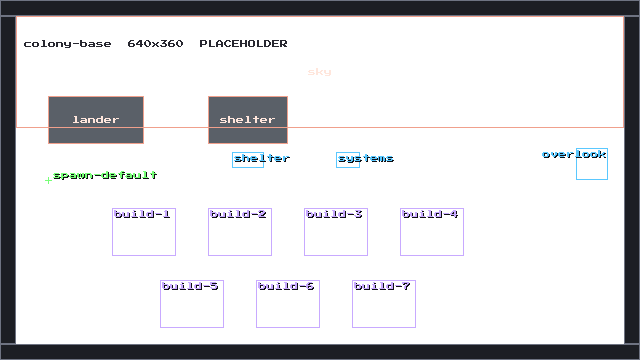 colony-base  640x360  PLACEHOLDER
sky
lander
shelter
shelter
systems
overlook
spawn-default
build-1
build-2
build-3
build-4
build-5
build-6
build-7